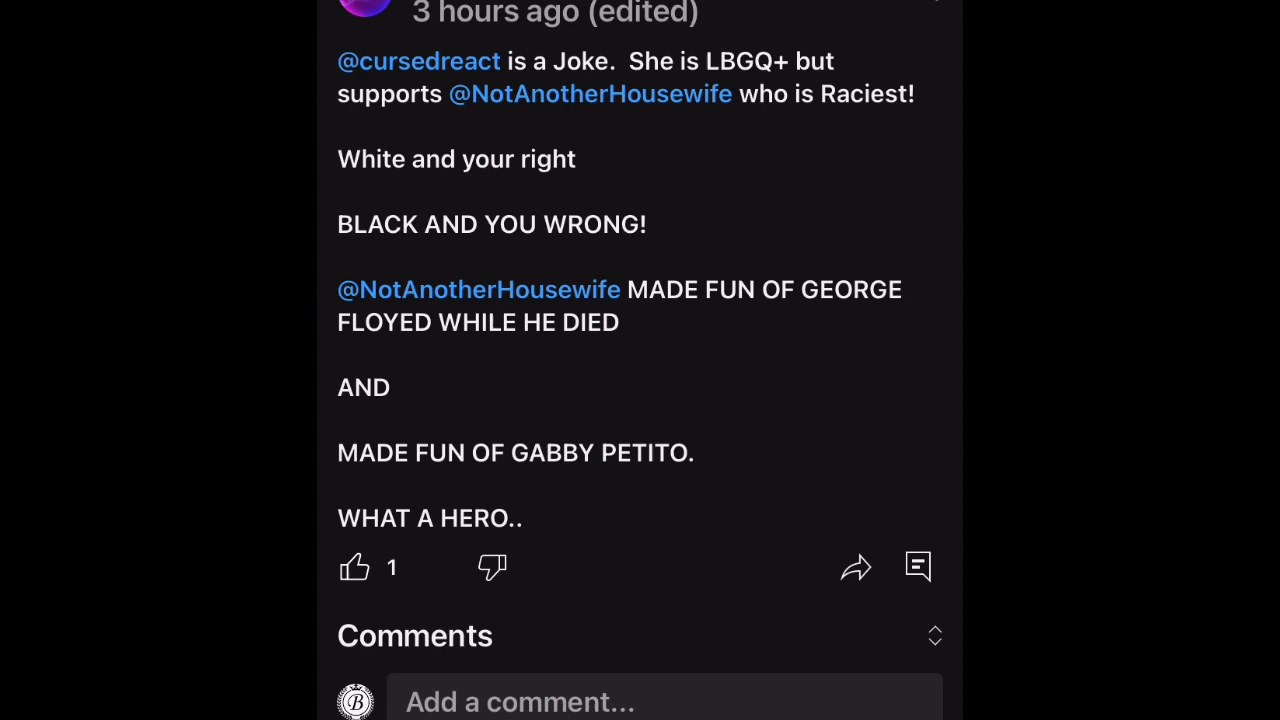 3 hours ago (edited)
@cursedreact is a Joke.  She is LBGQ+ but
supports @NotAnotherHousewife who is Raciest!
White and your right
BLACK AND YOU WRONG!
@NotAnotherHousewife MADE FUN OF GEORGE
FLOYED WHILE HE DIED
AND
MADE FUN OF GABBY PETITO.
WHAT A HERO..
1
Comments
B
Add a comment...